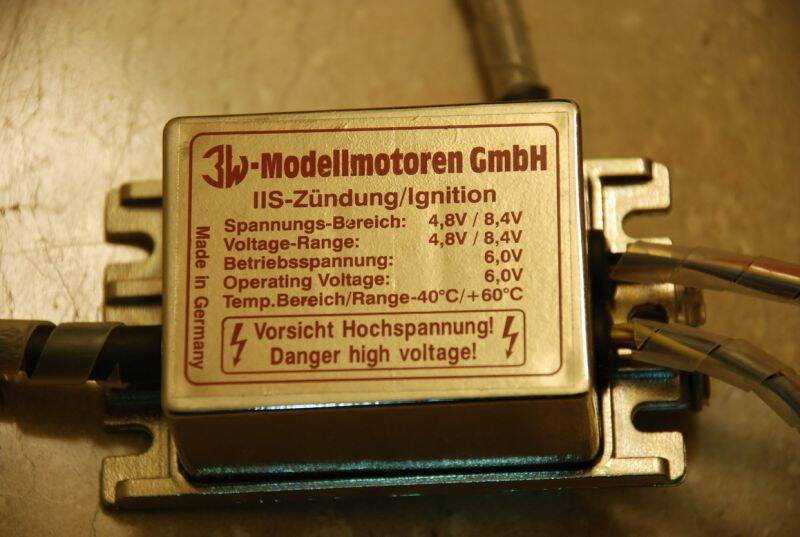 3W-Modellmotoren GmbH
IIS-Zündung/Ignition
Spannungs-Bereich: 4,8V / 8,4V
Voltage-Range: 4,8V / 8,4V
Betriebsspannung: 6,0V
Operating Voltage: 6,0V
Temp.Bereich/Range-40°C/+60°C
Vorsicht Hochspannung!
Danger high voltage!
Made in Germany